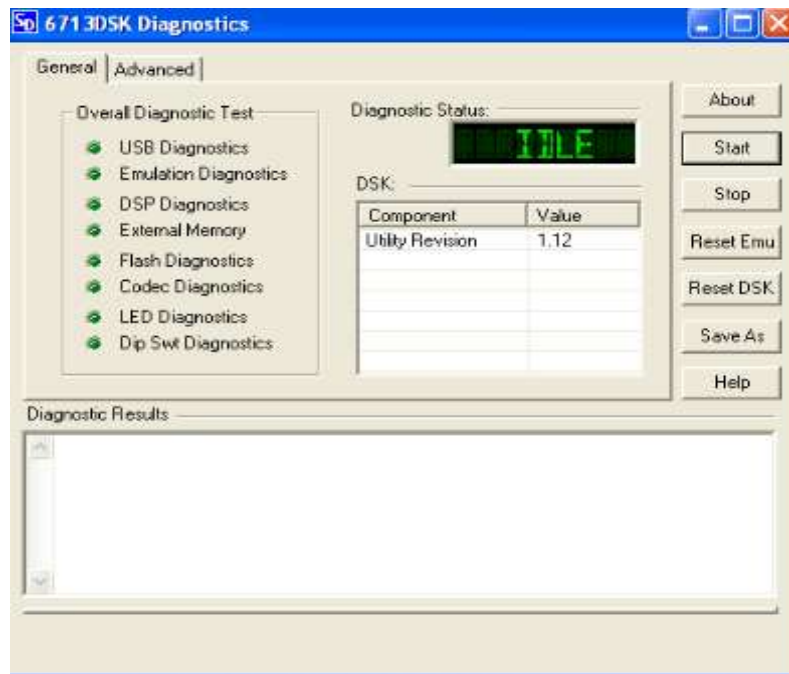 SD 6713DSK Diagnostics
General Advanced
Overall Diagnostic Test
USB Diagnostics
Emulation Diagnostics
DSP Diagnostics
External Memory
Flash Diagnostics
Codec Diagnostics
LED Diagnostics
Dip Swt Diagnostics
Diagnostic Status:
IDLE
DSK:
Component Value
Utility Revision 1.12
About
Start
Stop
Reset Emu
Reset DSK
Save As
Help
Diagnostic Results